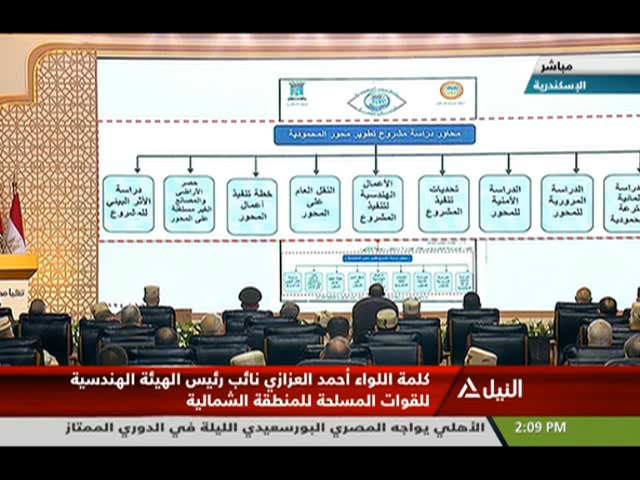 مباشر
الإسكندرية
محاور دراسة مشروع تطوير محور المحمودية
الدراسة
المرورية
للمحور
الدراسة
الأمنية
للمحور
تحديات
تنفيذ
المشروع
الأعمال
الهندسية
لتنفيذ
المشروع
النقل العام
على
المحور
خطة تنفيذ
أعمال
المحور
حصر
الأراضي
والمصانع
الغير مستغلة
على المحور
دراسة
الأثر البيئي
للمشروع
النيل
كلمة اللواء أحمد العزازي نائب رئيس الهيئة الهندسية
للقوات المسلحة للمنطقة الشمالية
2:09 PM
الأهلي يواجه المصري البورسعيدي الليلة في الدوري الممتاز